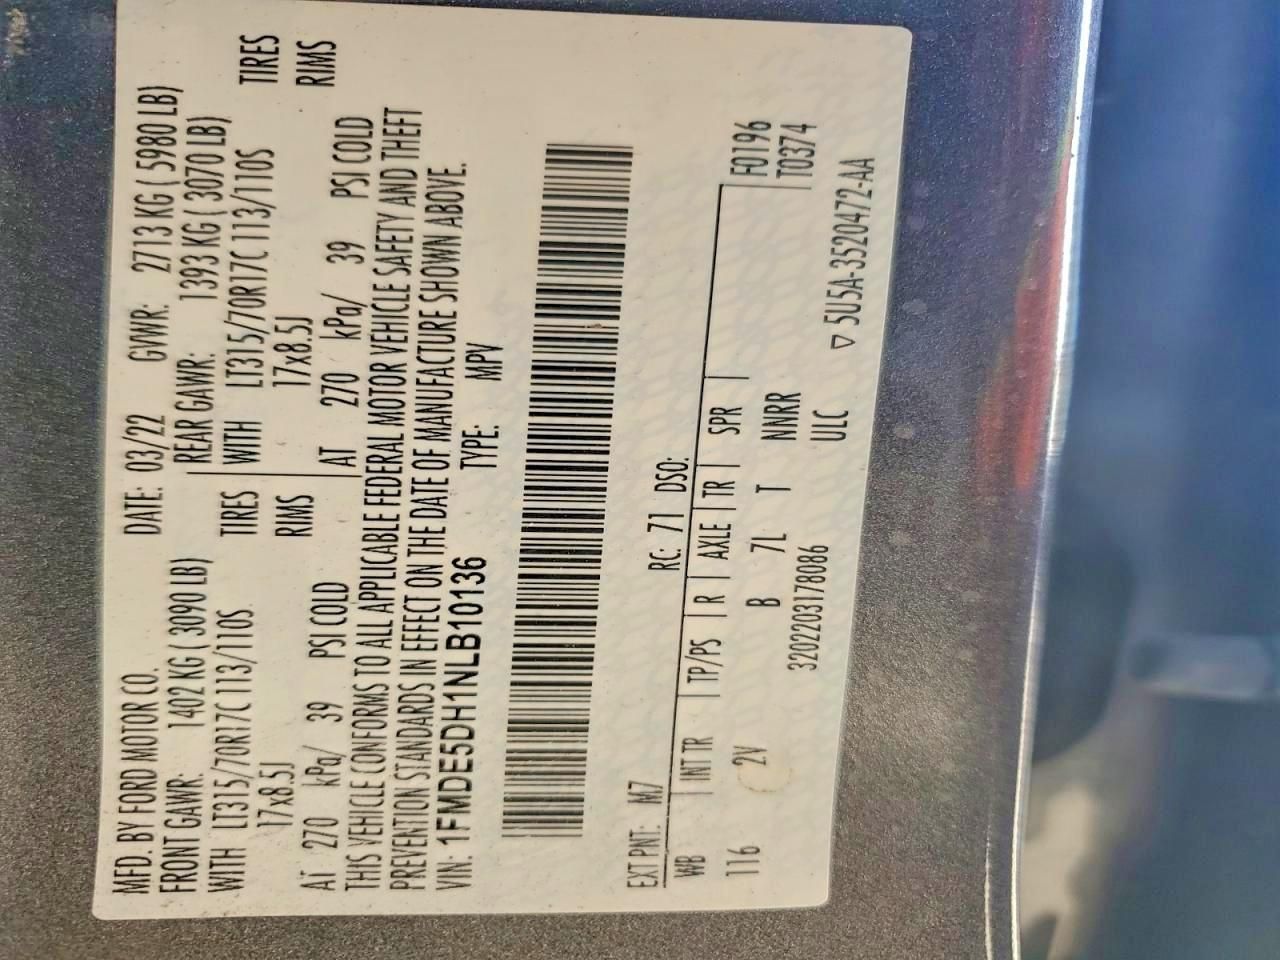 MFD. BY FORD MOTOR CO. DATE: 03/22 GVWR: 2713 KG ( 5980 LB)
FRONT GAWR: 1402 KG ( 3090 LB) REAR GAWR: 1393 KG ( 3070 LB)
WITH LT315/70R17C 113/110S TIRES WITH LT315/70R17C 113/110S TIRES
17x8.5J RIMS 17x8.5J RIMS
AT 270 kPa/ 39 PSI COLD AT 270 kPa/ 39 PSI COLD
THIS VEHICLE CONFORMS TO ALL APPLICABLE FEDERAL MOTOR VEHICLE SAFETY AND THEFT
PREVENTION STANDARDS IN EFFECT ON THE DATE OF MANUFACTURE SHOWN ABOVE.
VIN: 1FMDE5DH1NLB10136 TYPE: MPV
EXT PNT: M7 RC: 71 DSO:
WB | INT TR | TP/PS | R | AXLE | TR | SPR | F0196
116 2V B 7L T NNRR T0374
3202203178086 ULC ▽ 5U5A-3520472-AA